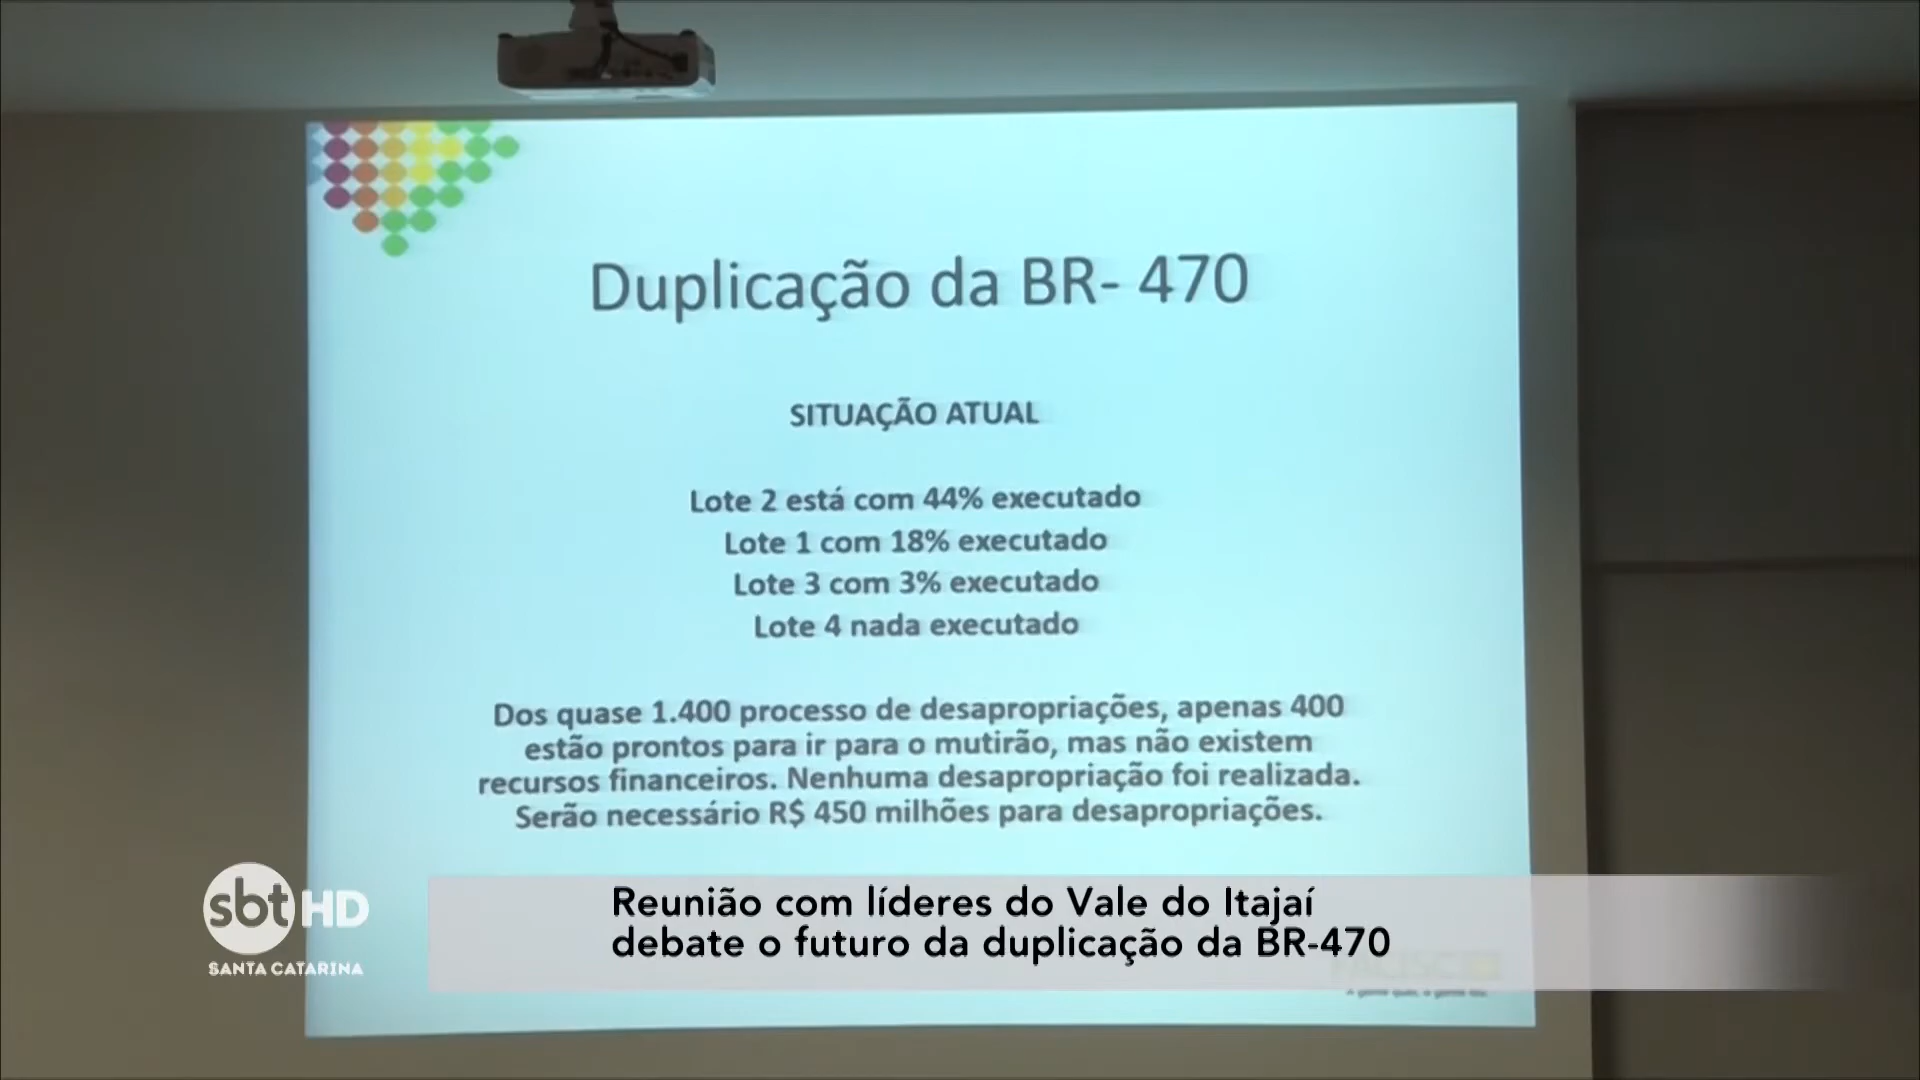 Duplicação da BR- 470
SITUAÇÃO ATUAL
Lote 2 está com 44% executado
Lote 1 com 18% executado
Lote 3 com 3% executado
Lote 4 nada executado
Dos quase 1.400 processo de desapropriações, apenas 400
estão prontos para ir para o mutirão, mas não existem
recursos financeiros. Nenhuma desapropriação foi realizada.
Serão necessário R$ 450 milhões para desapropriações.
sbt HD
SANTA CATARINA
Reunião com líderes do Vale do Itajaí
debate o futuro da duplicação da BR-470